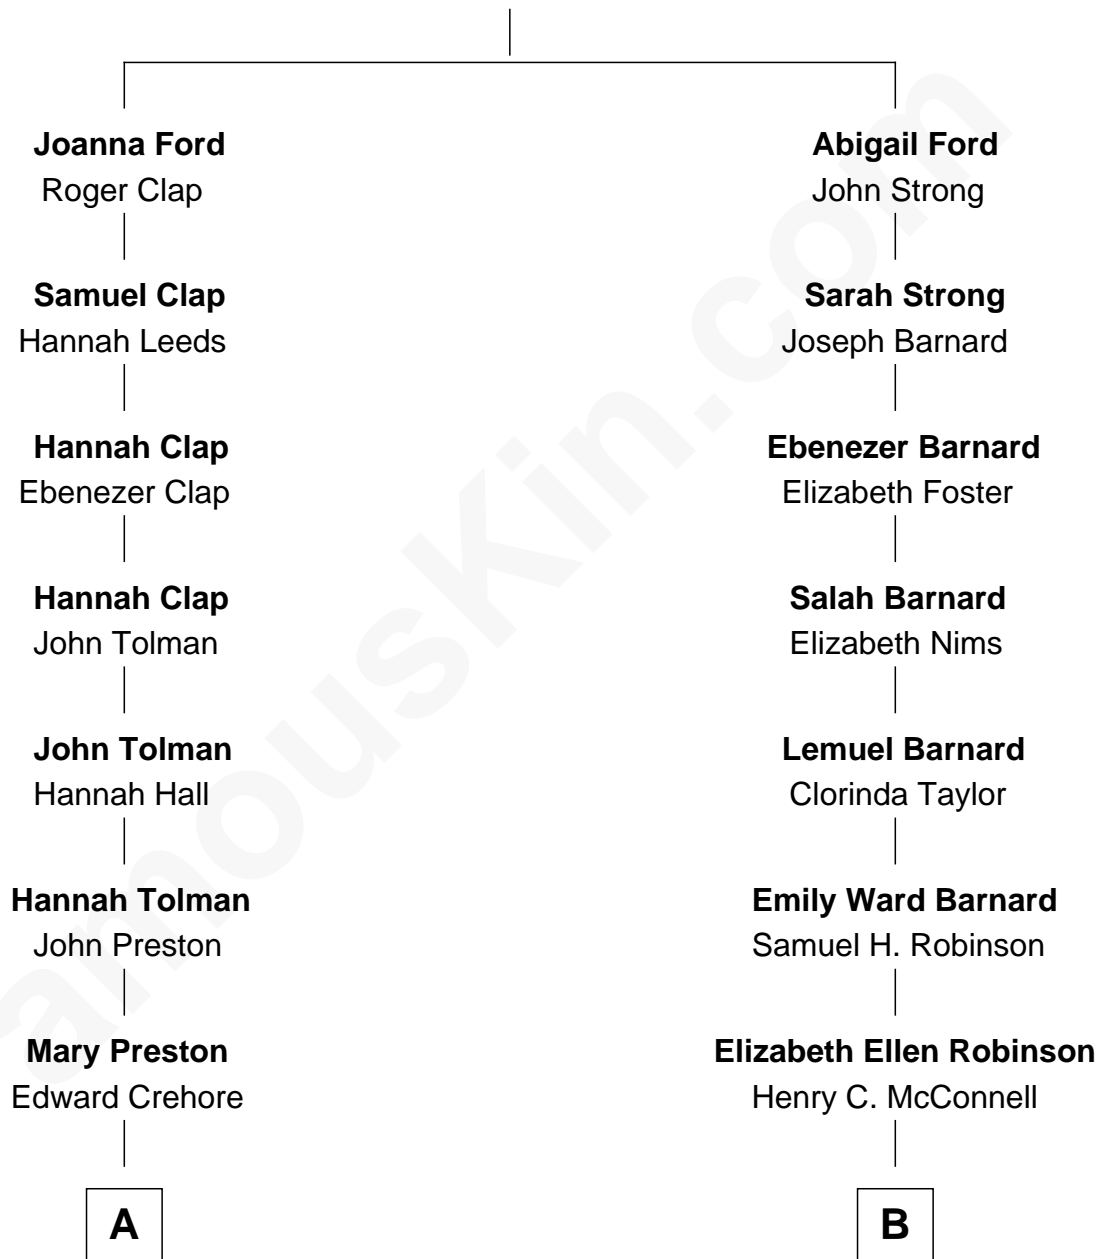 Joanna Ford
Roger Clap
Samuel Clap
Hannah Leeds
Hannah Clap
Ebenezer Clap
Hannah Clap
John Tolman
John Tolman
Hannah Hall
Hannah Tolman
John Preston
Mary Preston
Edward Crehore
A
Abigail Ford
John Strong
Sarah Strong
Joseph Barnard
Ebenezer Barnard
Elizabeth Foster
Salah Barnard
Elizabeth Nims
Lemuel Barnard
Clorinda Taylor
Emily Ward Barnard
Samuel H. Robinson
Elizabeth Ellen Robinson
Henry C. McConnell
B
amouskin.com